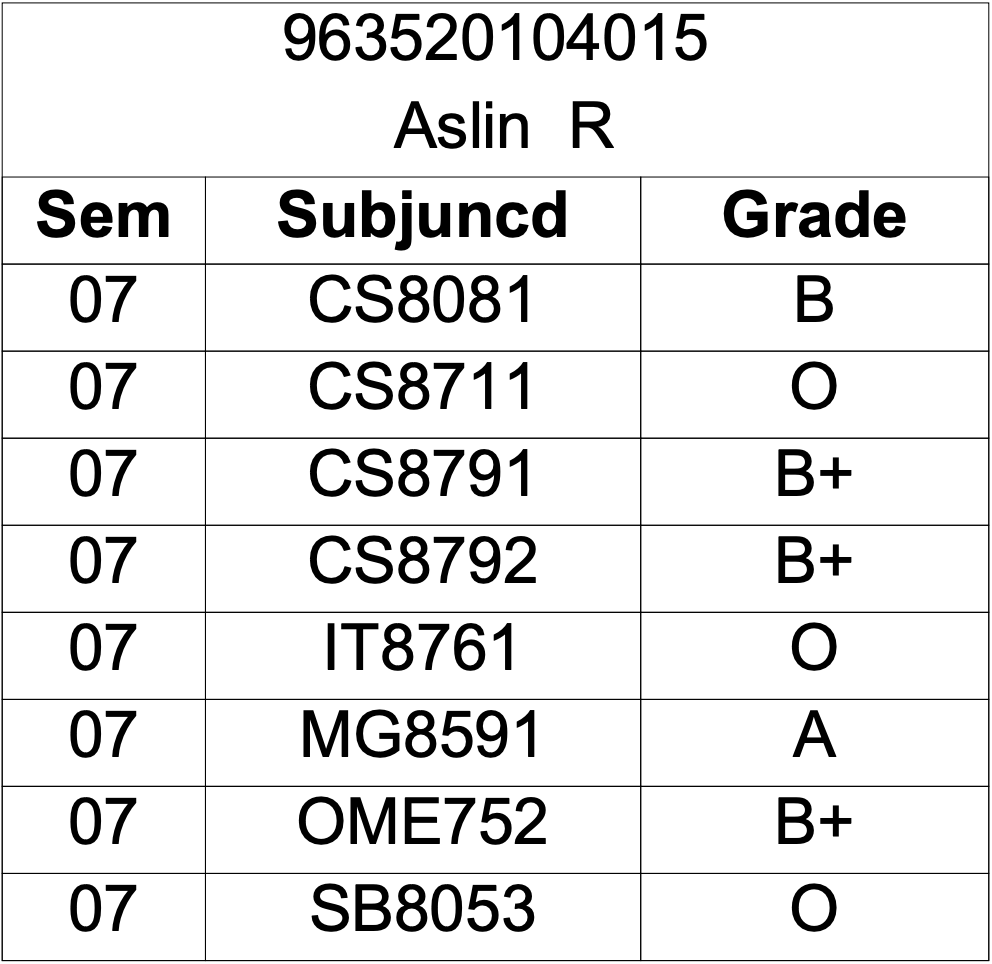 963520104015
Aslin R
Sem Subjuncd Grade
07 CS8081 B
07 CS8711 O
07 CS8791 B+
07 CS8792 B+
07 IT8761 O
07 MG8591 A
07 OME752 B+
07 SB8053 O